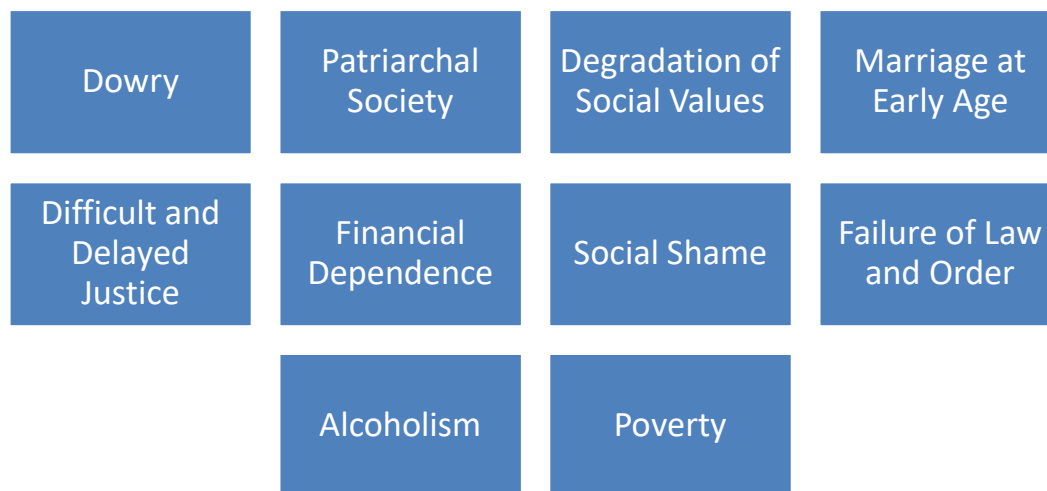 Dowry
Patriarchal
Society
Degradation of
Social Values
Marriage at
Early Age
Difficult and
Delayed
Justice
Financial
Dependence
Social Shame
Failure of Law
and Order
Alcoholism
Poverty